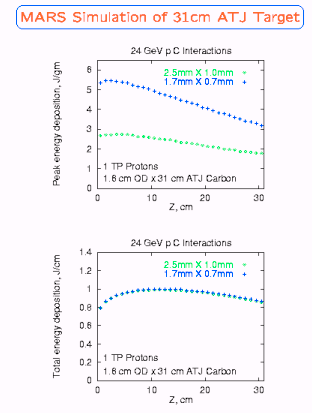 MARS Simulation of 31cm ATJ Target
24 GeV p C Interactions
2.5mm X 1.0mm
1.7mm X 0.7mm
Peak energy deposition, J/gm
6
5
4
3
2
1
0
1 TP Protons
1.6 cm OD x 31 cm ATJ Carbon
0 10 20 30
Z, cm
24 GeV p C Interactions
2.5mm X 1.0mm
1.7mm X 0.7mm
Total energy deposition, J/cm
1.4
1.2
1
0.8
0.6
0.4
0.2
0
1 TP Protons
1.6 cm OD x 31 cm ATJ Carbon
0 10 20 30
Z, cm